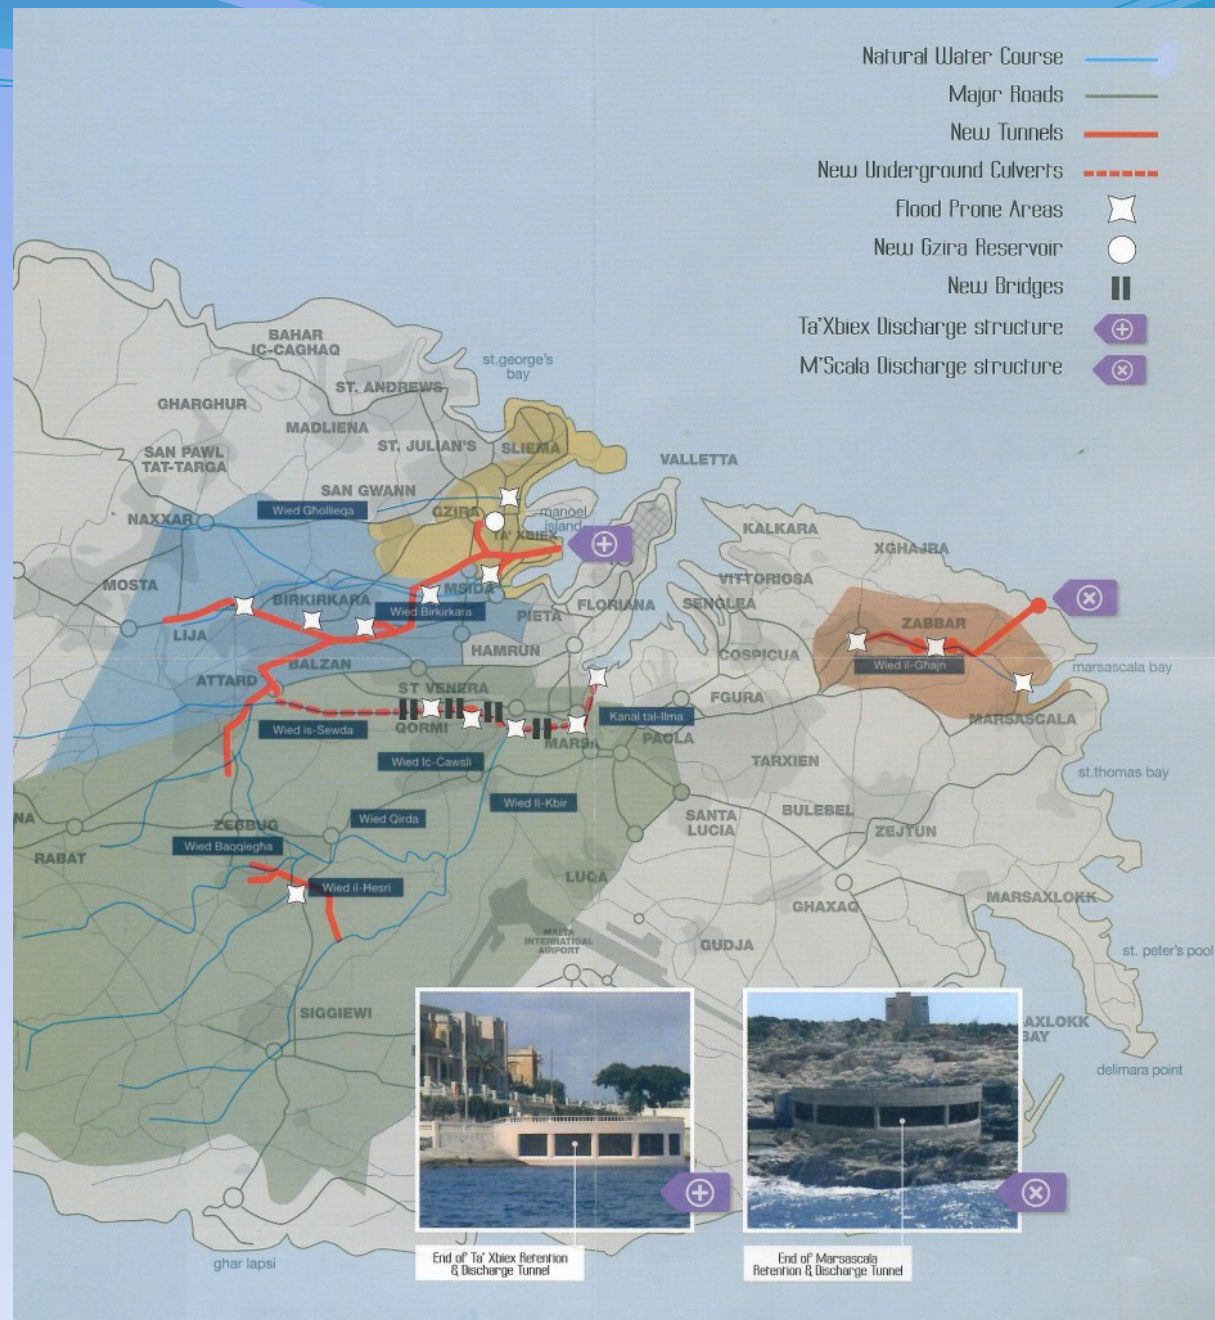 Natural Water Course
Major Roads
New Tunnels
New Underground Culverts
Flood Prone Areas
New Gzira Reservoir
New Bridges
Ta'Xbiex Discharge structure
M'Scala Discharge structure
BAHAR
IC-CAGHAQ
st.george's
bay
ST. ANDREWS
GHARGHUR
MADLIENA
ST. JULIAN'S
SLIEMA
SAN PAWL
TAT-TARGA
VALLETTA
SAN GWANN
Wied Ghollieqa
GZIRA
manoel
island
NAXXAR
TA' XBIEX
KALKARA
XGHAJRA
MOSTA
MSIDA
VITTORIOSA
BIRKIRKARA
Wied Birkirkara
PIETA
FLORIANA
SENGLEA
ZABBAR
LIJA
HAMRUN
COSPICUA
BALZAN
Wied il-Ghajn
marsascala bay
ATTARD
ST VENERA
FGURA
Wied is-Sewda
QORMI
Kanal tal-Ilma
MARSASCALA
MARSA
PAOLA
Wied Ic-Cawsli
TARXIEN
st.thomas bay
Wied Il-Kbir
NA
ZEBBUG
Wied Qirda
SANTA
LUCIA
BULEBEL
ZEJTUN
Wied Baqqiegha
RABAT
LUQA
Wied il-Hesri
GHAXAQ
MARSAXLOKK
MALTA
INTERNATIOAL
AIRPORT
GUDJA
st. peter's pool
SIGGIEWI
AXLOKK
BAY
delimara point
ghar lapsi
End of Ta' Xbiex Retention
& Discharge Tunnel
End of Marsascala
Retention & Discharge Tunnel